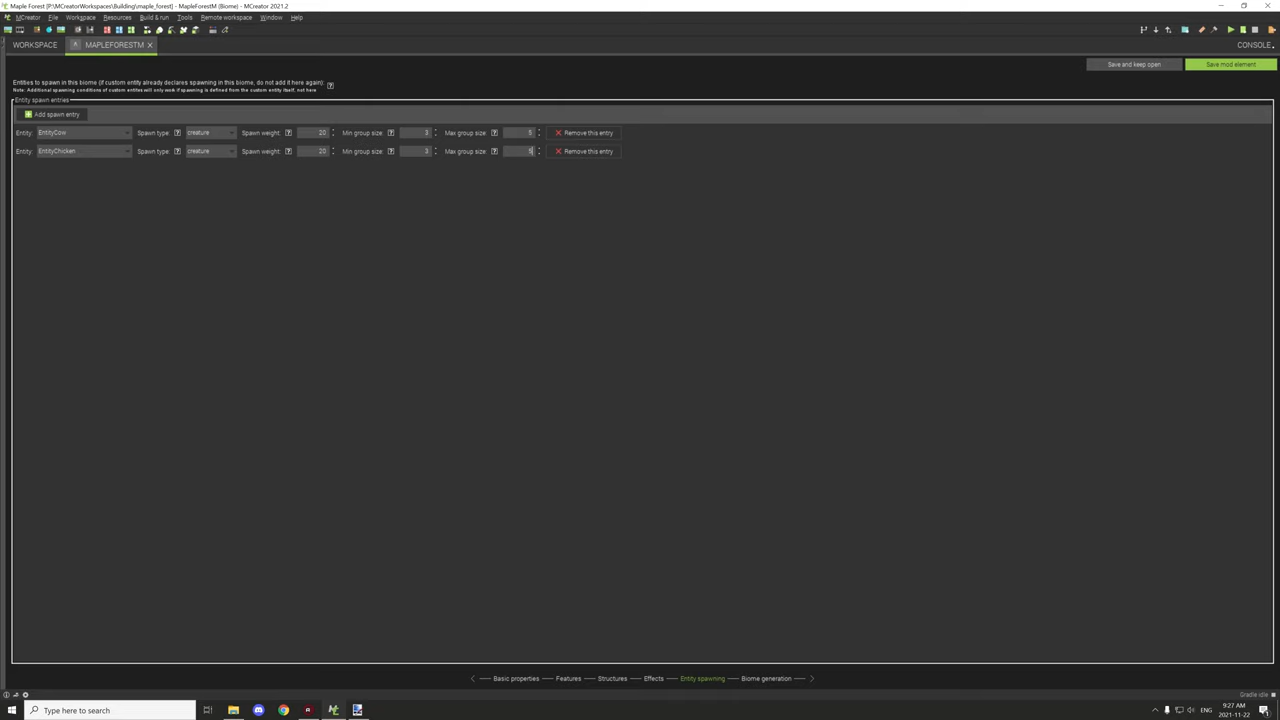 Maple Forest [P:\MCreatorWorkspaces\Building\maple_forest] - MapleForestM (Biome) - MCreator 2021.2
MCreator File Workspace Resources Build & run Tools Remote workspace Window Help
WORKSPACE MAPLEFORESTM CONSOLE
Save and keep open Save mod element
Entities to spawn in this biome (if custom entity already declares spawning in this biome, do not add it here again):
Note: Additional spawning conditions of custom entities will only work if spawning is defined from the custom entity itself, not here
Entity spawn entries
Add spawn entry
Entity: EntityCow Spawn type: creature Spawn weight: 20 Min group size: 3 Max group size: 5 Remove this entry
Entity: EntityChicken Spawn type: creature Spawn weight: 20 Min group size: 3 Max group size: 5 Remove this entry
Basic properties Features Structures Effects Entity spawning Biome generation
Gradle idle
Type here to search ENG 9:27 AM
2021-11-22